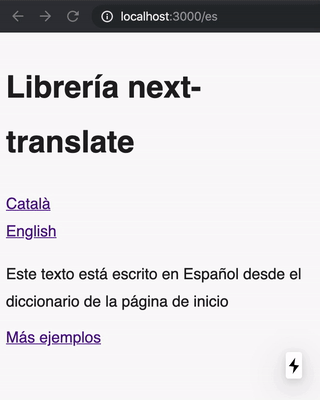 localhost:3000/es
Librería next-
translate
Català
English
Este texto está escrito en Español desde el
diccionario de la página de inicio
Más ejemplos